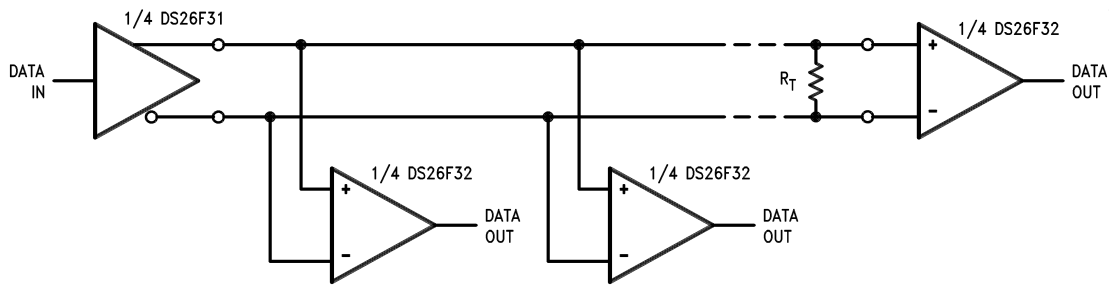 1/4 DS26F31
1/4 DS26F32
DATA
IN
+
-
RT
DATA
OUT
1/4 DS26F32
1/4 DS26F32
+
-
DATA
OUT
+
-
DATA
OUT